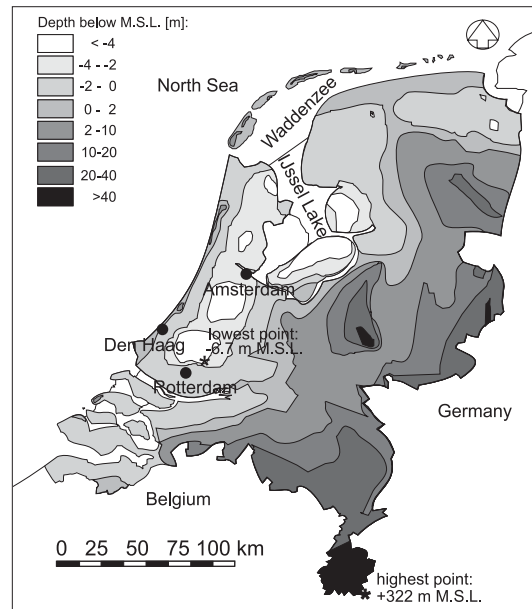 Depth below M.S.L. [m]:
< -4
-4 - -2
-2 - 0
0 - 2
2 -10
10-20
20-40
>40
North Sea
Waddenzee
IJssel Lake
Amsterdam
lowest point:
-6.7 m M.S.L.
Den Haag
Rotterdam
Germany
Belgium
0 25 50 75 100 km
highest point:
+322 m M.S.L.